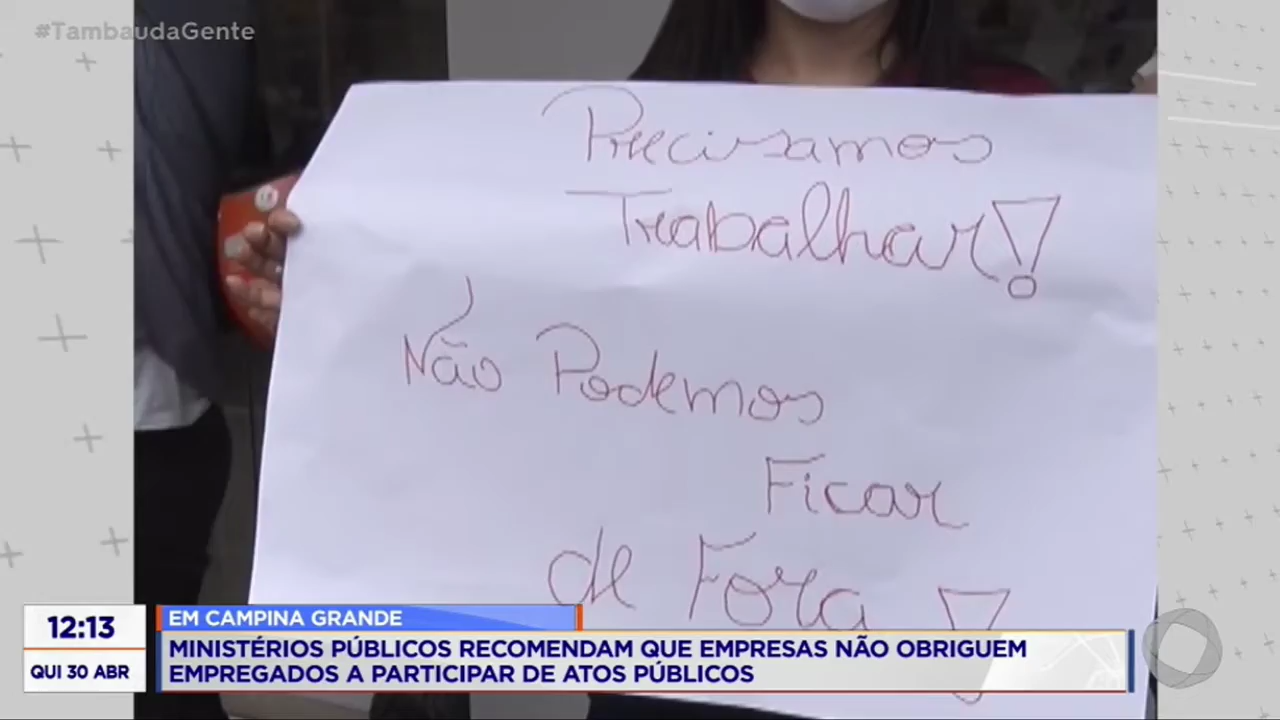 #TambaudaGente
Precisamos
Trabalhar!
Não Podemos
Ficar
de Fora!
12:13
QUI 30 ABR
EM CAMPINA GRANDE
MINISTÉRIOS PÚBLICOS RECOMENDAM QUE EMPRESAS NÃO OBRIGUEM
EMPREGADOS A PARTICIPAR DE ATOS PÚBLICOS